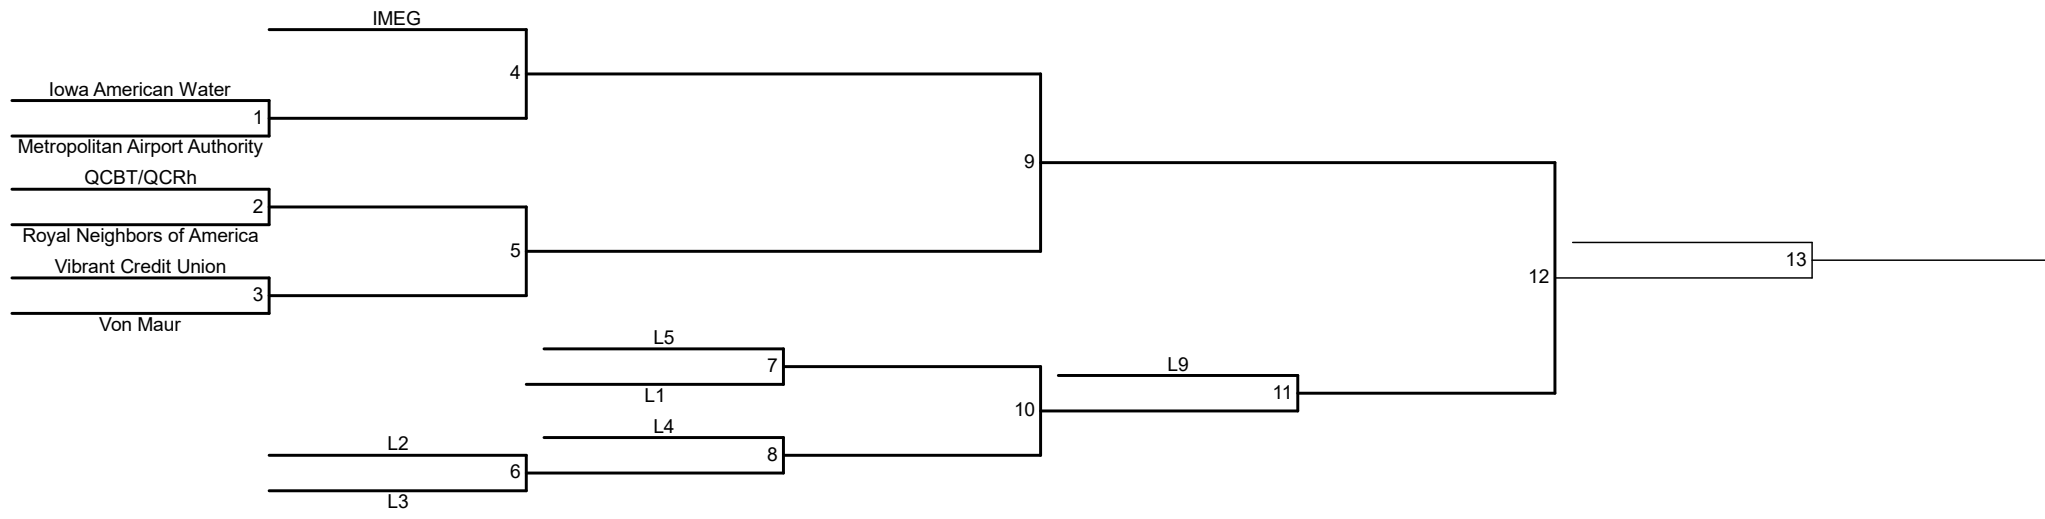 IMEG
4
Iowa American Water
1
Metropolitan Airport Authority
9
QCBT/QCRh
2
Royal Neighbors of America
5
Vibrant Credit Union
3
Von Maur
13
12
L5
7
L1
L9
11
10
L4
8
L2
6
L3